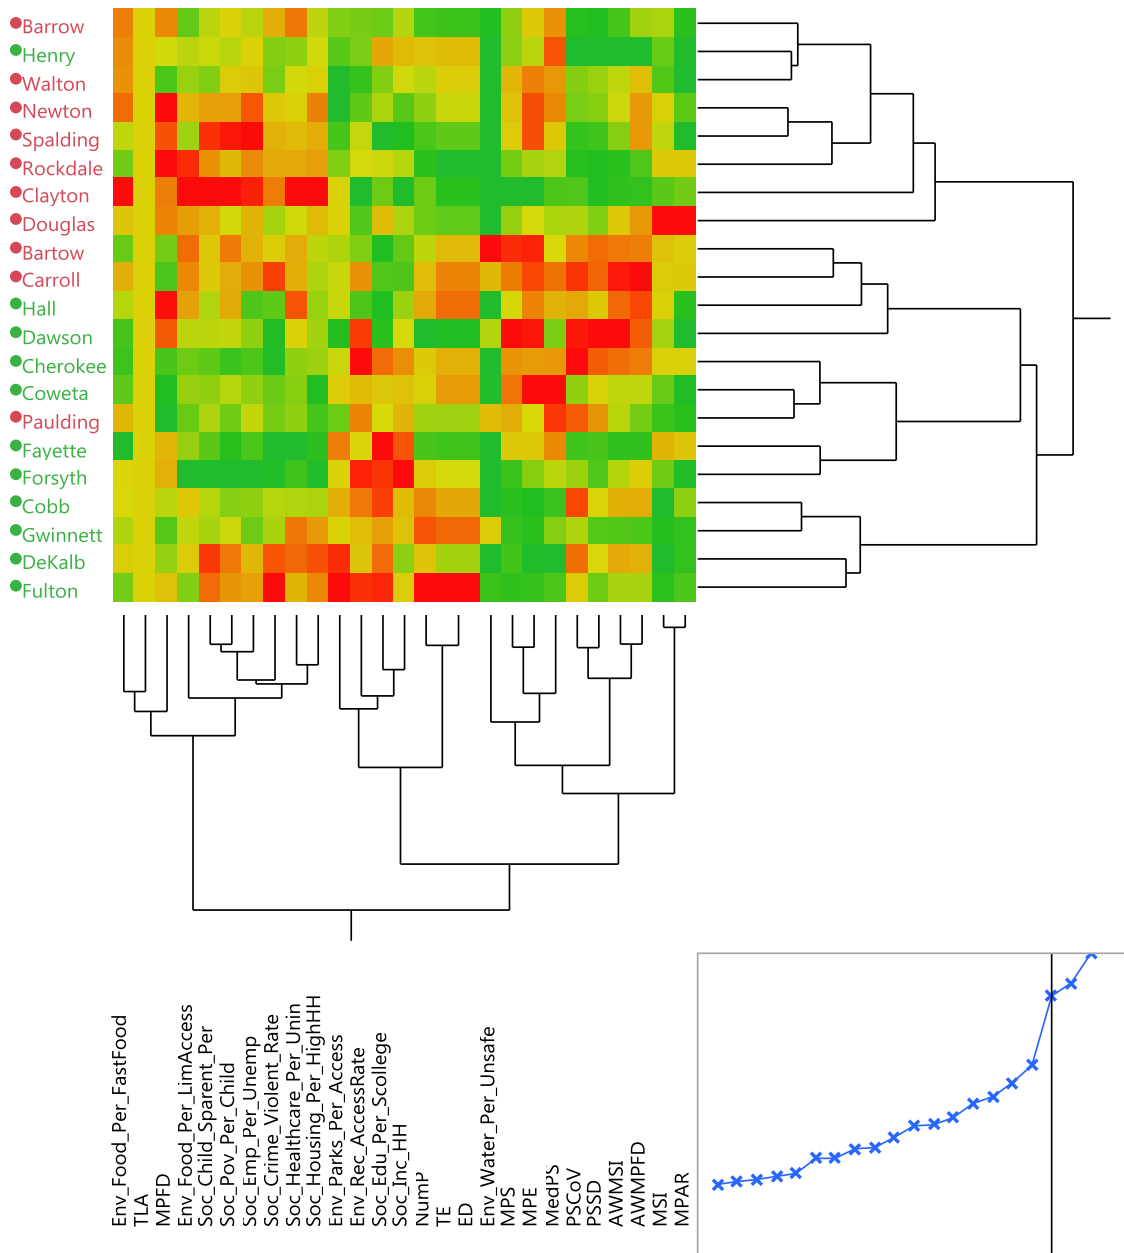 Barrow
Henry
Walton
Newton
Spalding
Rockdale
Clayton
Douglas
Bartow
Carroll
Hall
Dawson
Cherokee
Coweta
Paulding
Fayette
Forsyth
Cobb
Gwinnett
DeKalb
Fulton
Env_Food_Per_FastFood
TLA
MPFD
Env_Food_Per_LimAccess
Soc_Child_Sparent_Per
Soc_Pov_Per_Child
Soc_Emp_Per_Unemp
Soc_Crime_Violent_Rate
Soc_Healthcare_Per_Unin
Soc_Housing_Per_HighHH
Env_Parks_Per_Access
Env_Rec_AccessRate
Soc_Edu_Per_Scollege
Soc_Inc_HH
NumP
TE
ED
Env_Water_Per_Unsafe
MPS
MPE
MedPS
PSCoV
PSSD
AWMSI
AWMPFD
MSI
MPAR